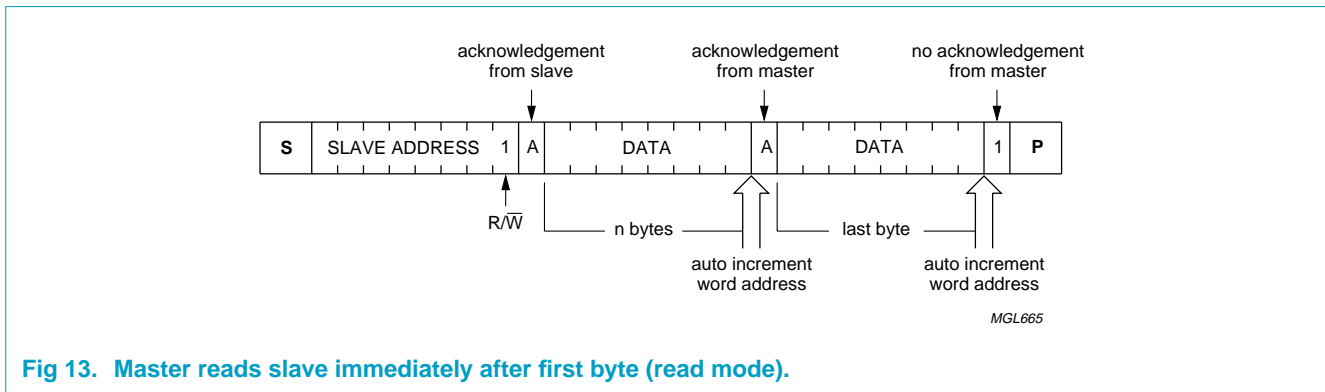 acknowledgement
from slave
acknowledgement
from master
no acknowledgement
from master
S SLAVE ADDRESS 1 A DATA A DATA 1 P
R/W̅
n bytes
last byte
auto increment
word address
auto increment
word address
MGL665
Fig 13. Master reads slave immediately after first byte (read mode).